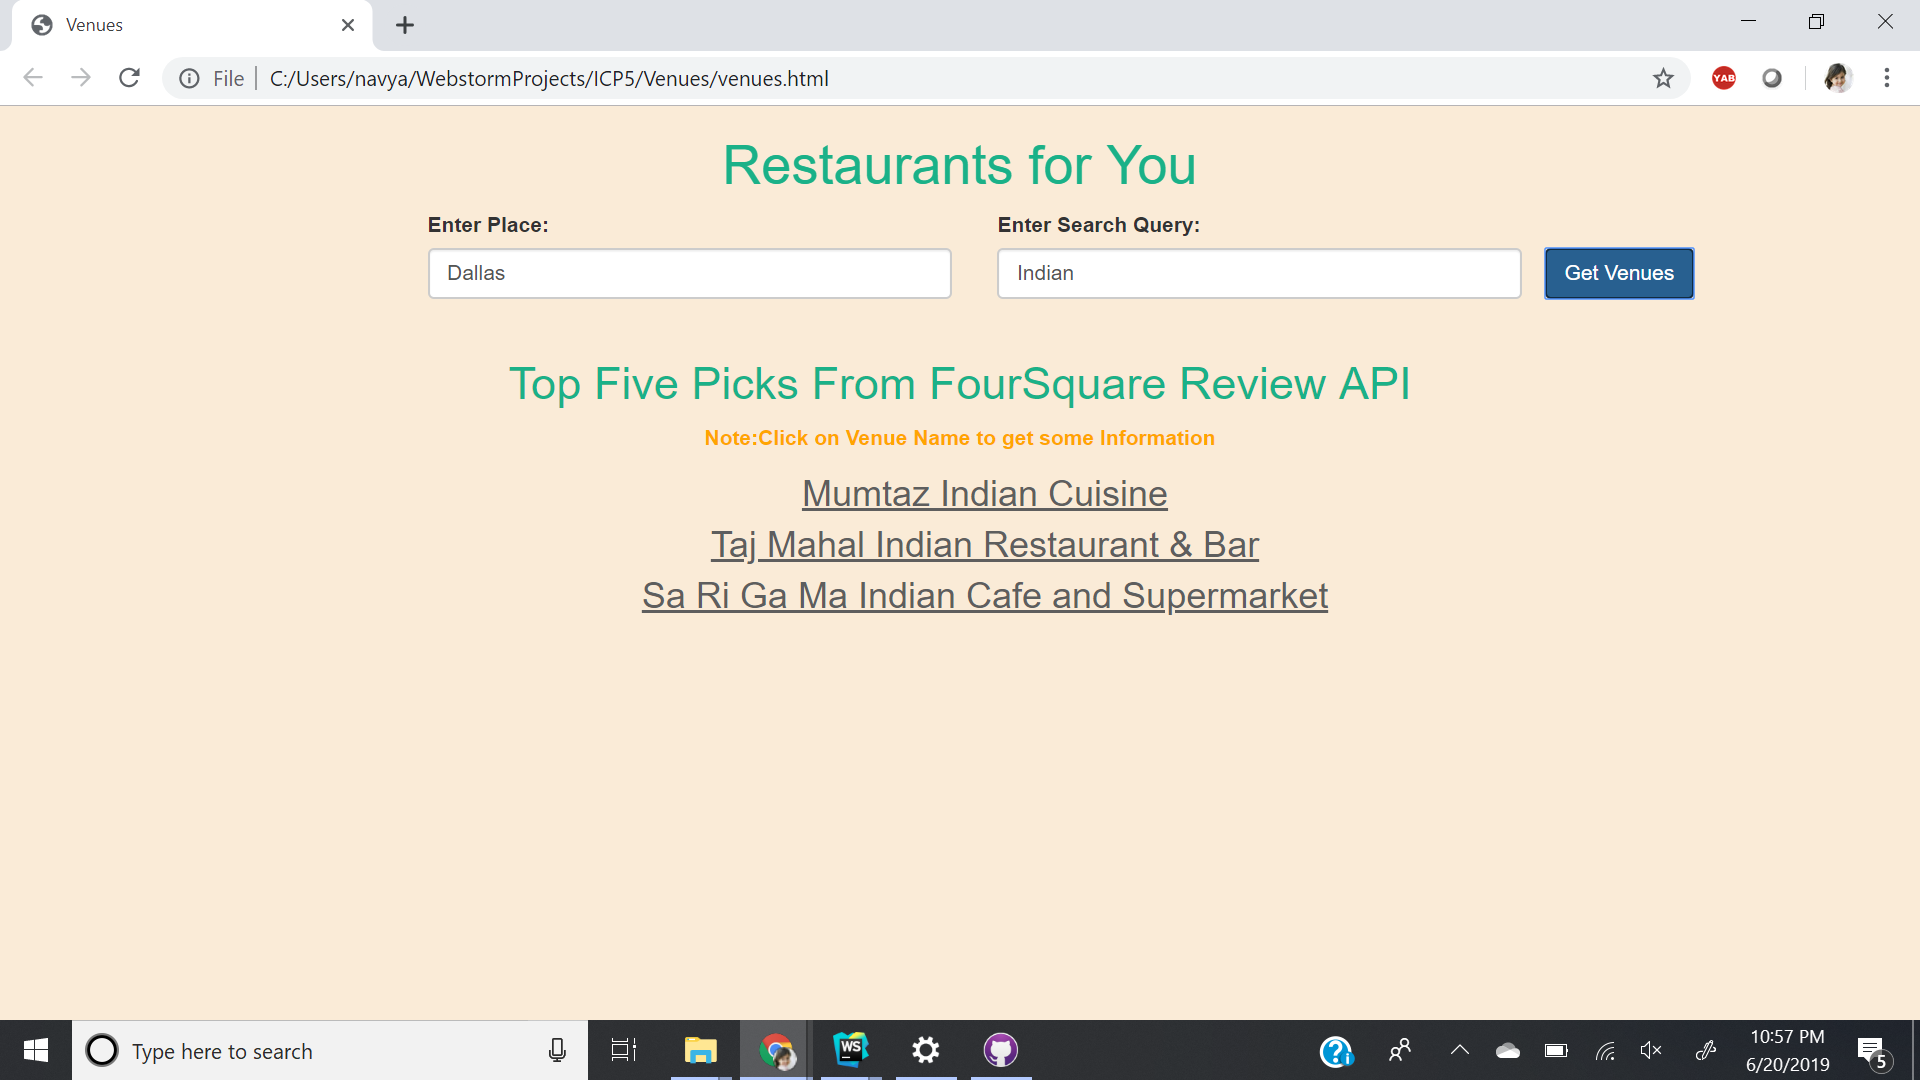 Venues
File
C:/Users/navya/WebstormProjects/ICP5/Venues/venues.html
YAB
Restaurants for You
Enter Place:
Enter Search Query:
Dallas
Indian
Get Venues
Top Five Picks From FourSquare Review API
Note:Click on Venue Name to get some Information
Mumtaz Indian Cuisine
Taj Mahal Indian Restaurant & Bar
Sa Ri Ga Ma Indian Cafe and Supermarket
Type here to search
WS
10:57 PM
6/20/2019
5